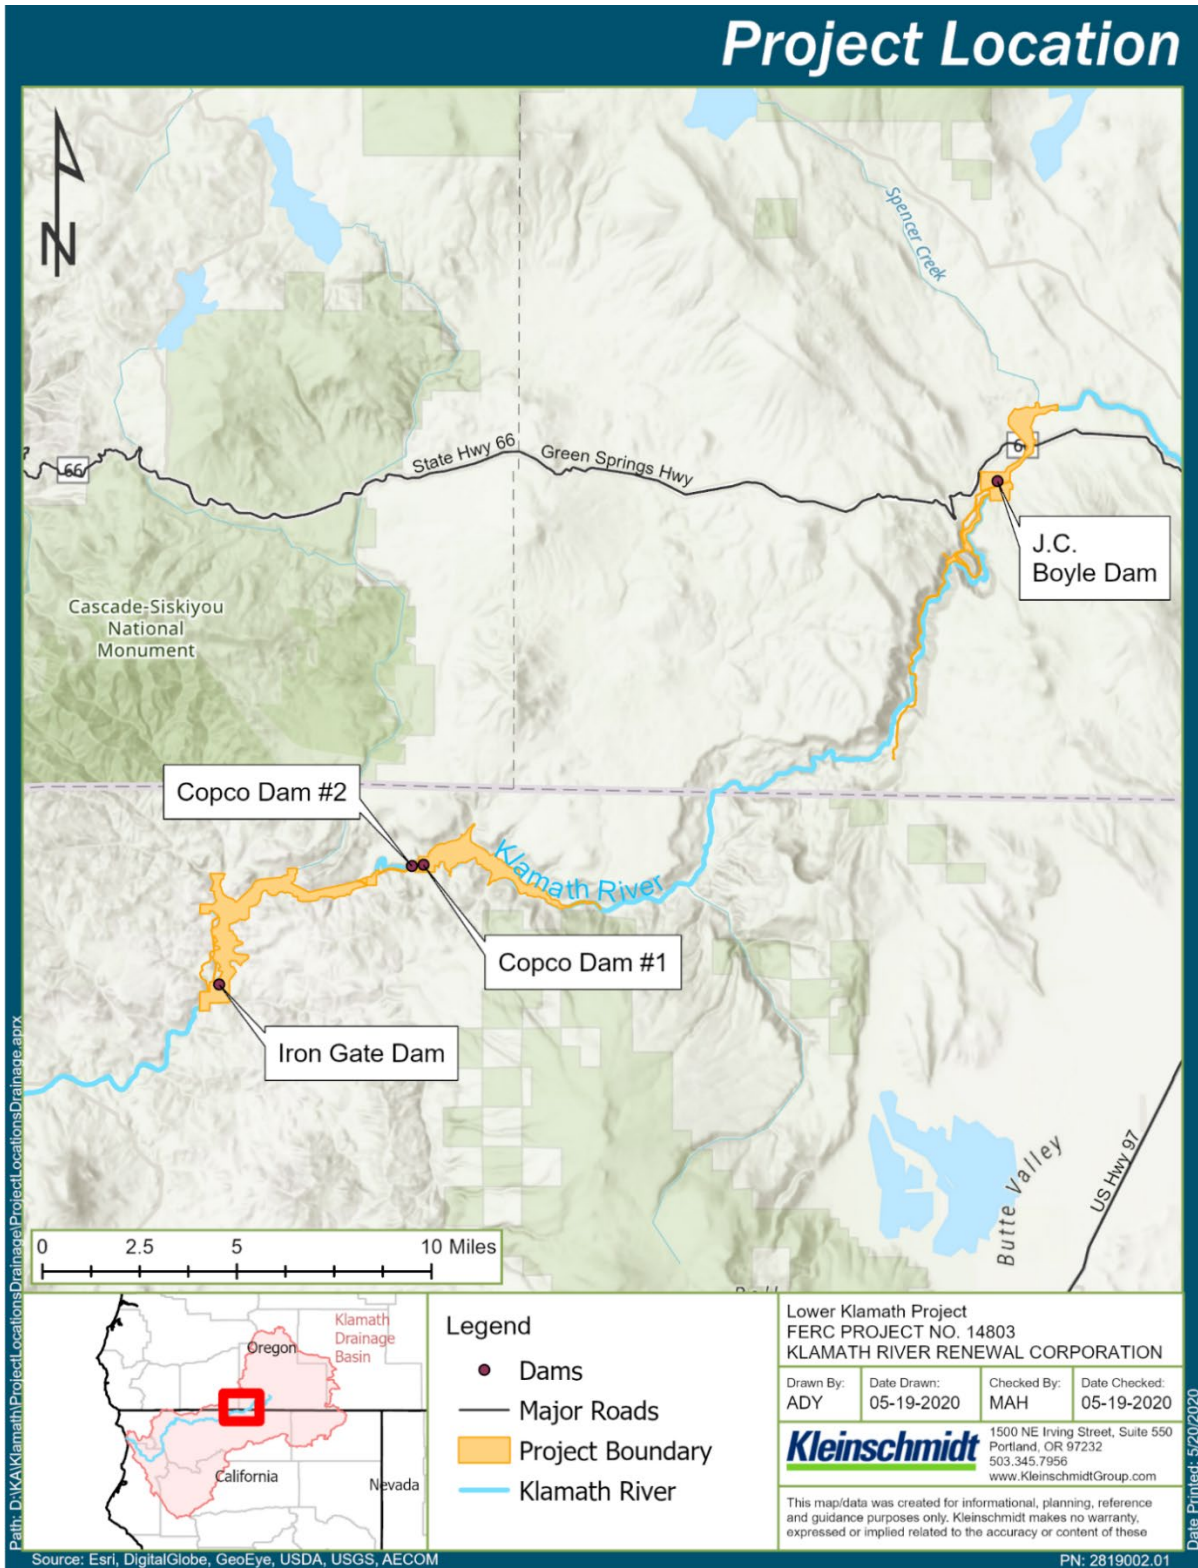 Project Location
N
Spencer Creek
66
State Hwy 66
Green Springs Hwy
66
J.C.
Boyle Dam
Cascade-Siskiyou
National
Monument
Copco Dam #2
Klamath River
Copco Dam #1
Iron Gate Dam
Butte Valley
US Hwy 97
0 2.5 5 10 Miles
Klamath
Drainage
Basin
Oregon
California
Nevada
Legend
Dams
Major Roads
Project Boundary
Klamath River
Lower Klamath Project
FERC PROJECT NO. 14803
KLAMATH RIVER RENEWAL CORPORATION
Drawn By:
ADY
Date Drawn:
05-19-2020
Checked By:
MAH
Date Checked:
05-19-2020
Kleinschmidt
1500 NE Irving Street, Suite 550
Portland, OR 97232
503.345.7956
www.KleinschmidtGroup.com
This map/data was created for informational, planning, reference
and guidance purposes only. Kleinschmidt makes no warranty,
expressed or implied related to the accuracy or content of these
Path: D:\KA\Klamath\ProjectLocationsDrainage\ProjectLocationsDrainage.aprx
Date Printed: 5/20/2020
Source: Esri, DigitalGlobe, GeoEye, USDA, USGS, AECOM
PN: 2819002.01